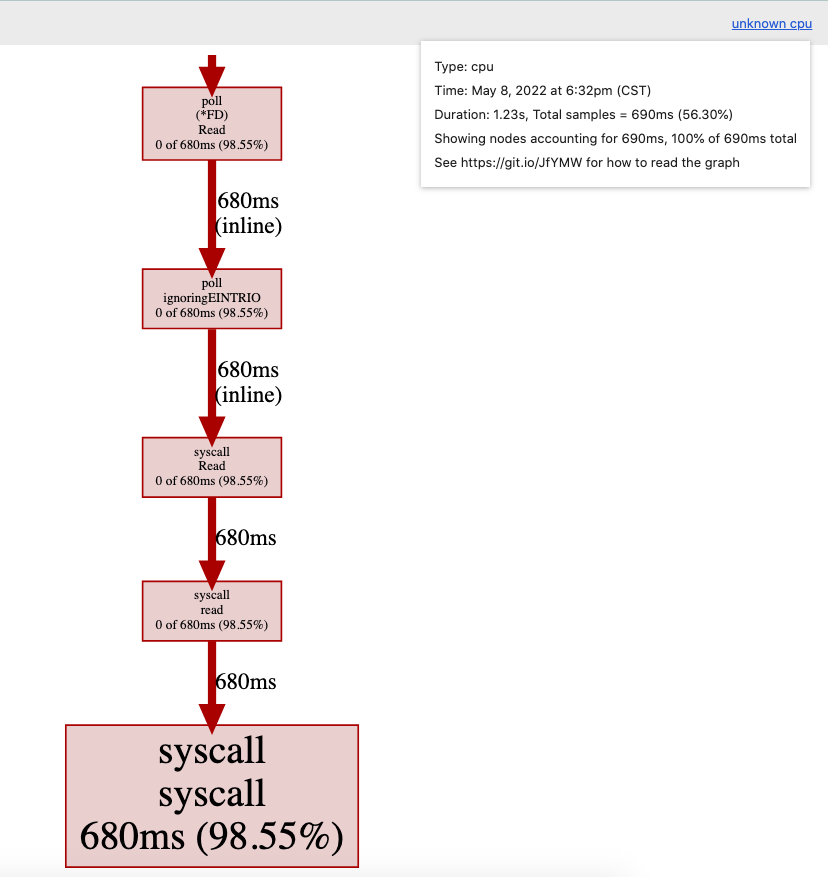 unknown cpu
Type: cpu
Time: May 8, 2022 at 6:32pm (CST)
Duration: 1.23s, Total samples = 690ms (56.30%)
Showing nodes accounting for 690ms, 100% of 690ms total
See https://git.io/JfYMW for how to read the graph
poll
(*FD)
Read
0 of 680ms (98.55%)
680ms
(inline)
poll
ignoringEINTRIO
0 of 680ms (98.55%)
680ms
(inline)
syscall
Read
0 of 680ms (98.55%)
680ms
syscall
read
0 of 680ms (98.55%)
680ms
syscall
syscall
680ms (98.55%)